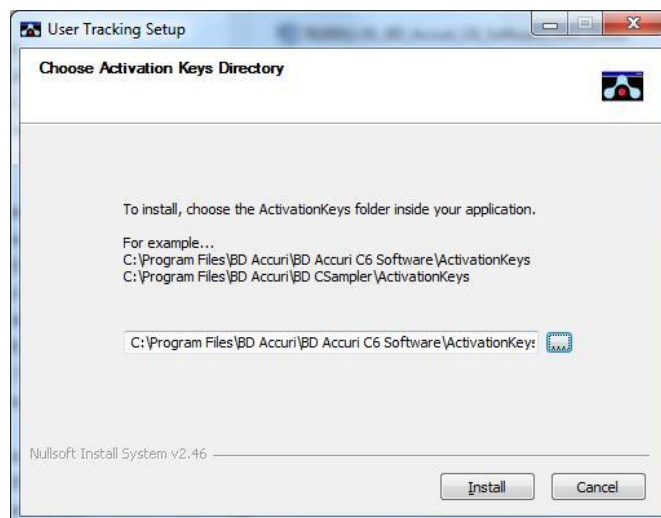 User Tracking Setup
Choose Activation Keys Directory
To install, choose the ActivationKeys folder inside your application.
For example...
C:\Program Files\BD Accuri\BD Accuri C6 Software\ActivationKeys
C:\Program Files\BD Accuri\BD CSampler\ActivationKeys
C:\Program Files\BD Accuri\BD Accuri C6 Software\ActivationKey
...
Nullsoft Install System v2.46
Install
Cancel